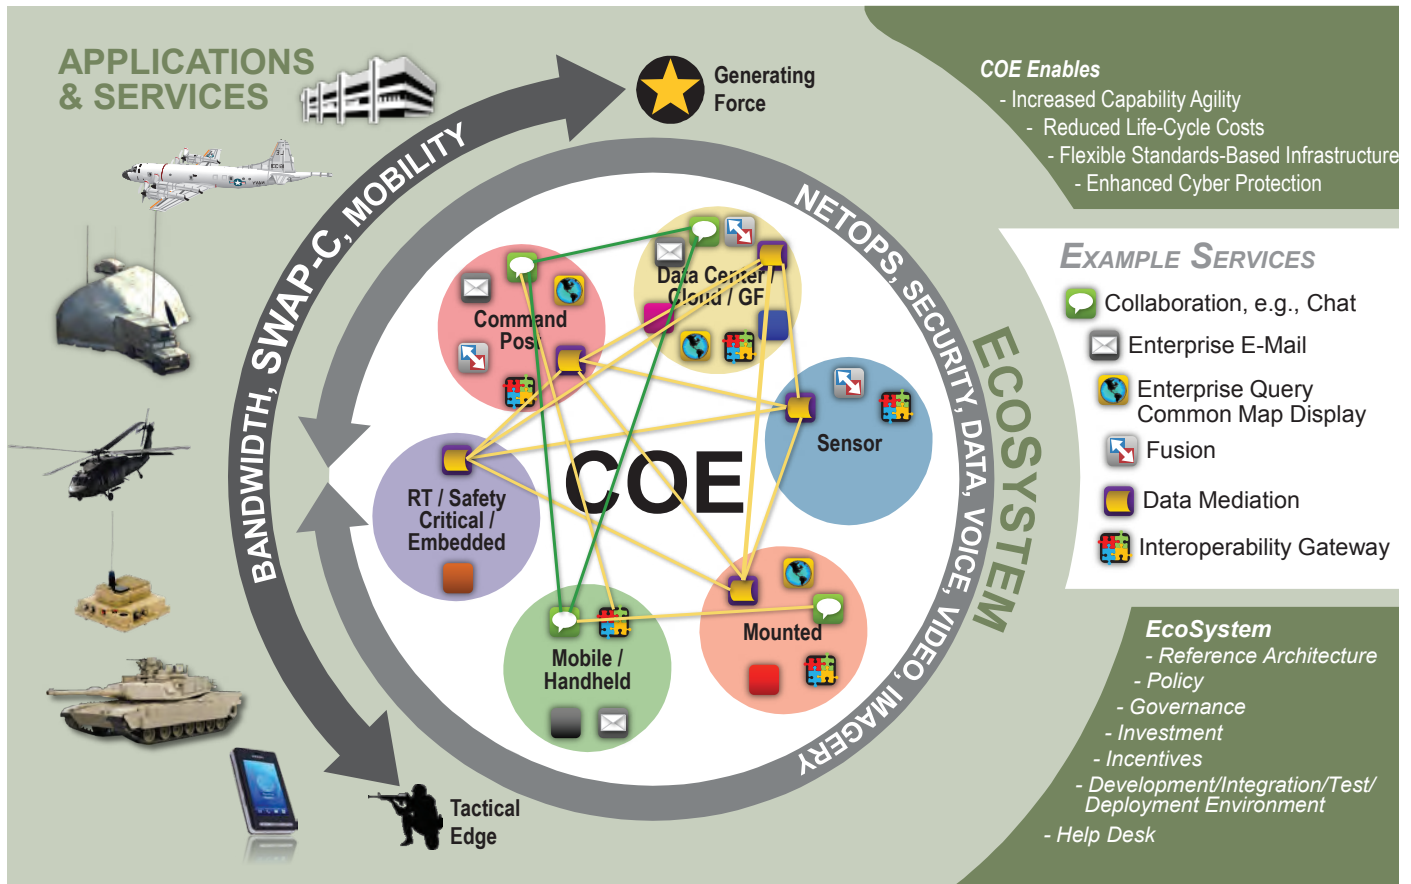 APPLICATIONS
& SERVICES
Generating
Force
COE Enables
- Increased Capability Agility
- Reduced Life-Cycle Costs
- Flexible Standards-Based Infrastructure
- Enhanced Cyber Protection
BANDWIDTH, SWAP-C, MOBILITY
NETOPS, SECURITY, DATA, VOICE, VIDEO, IMAGERY
ECOSYSTEM
EXAMPLE SERVICES
Collaboration, e.g., Chat
Enterprise E-Mail
Enterprise Query
Common Map Display
Fusion
Data Mediation
Interoperability Gateway
Data Center /
Cloud / GF
Command
Post
Sensor
COE
RT / Safety
Critical /
Embedded
Mounted
Mobile /
Handheld
Tactical
Edge
EcoSystem
- Reference Architecture
- Policy
- Governance
- Investment
- Incentives
- Development/Integration/Test/
Deployment Environment
- Help Desk